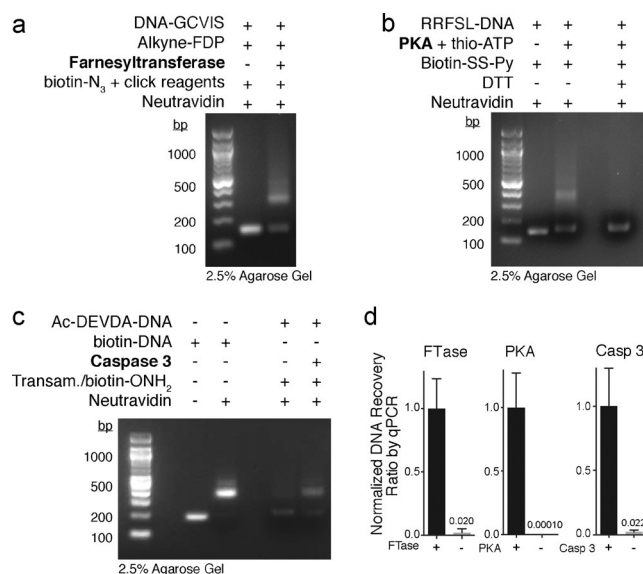 a
DNA-GCVIS + +
Alkyne-FDP + +
Farnesyltransferase - +
biotin-N3 + click reagents + +
Neutravidin + +
bp
1000
500
200
100
2.5% Agarose Gel
b
RRFSL-DNA + + +
PKA + thio-ATP - + +
Biotin-SS-Py + + +
DTT - - +
Neutravidin + + +
bp
1000
500
200
100
2.5% Agarose Gel
c
Ac-DEVDA-DNA - - + +
biotin-DNA + + - -
Caspase 3 - - - +
Transam./biotin-ONH2 - - + +
Neutravidin - + + +
bp
1000
500
200
100
2.5% Agarose Gel
d
Normalized DNA Recovery
Ratio by qPCR
FTase
1.0
0.5
0.0
0.020
FTase + -
PKA
1.0
0.5
0.0
0.00010
PKA + -
Casp 3
1.0
0.5
0.0
0.022
Casp 3 + -